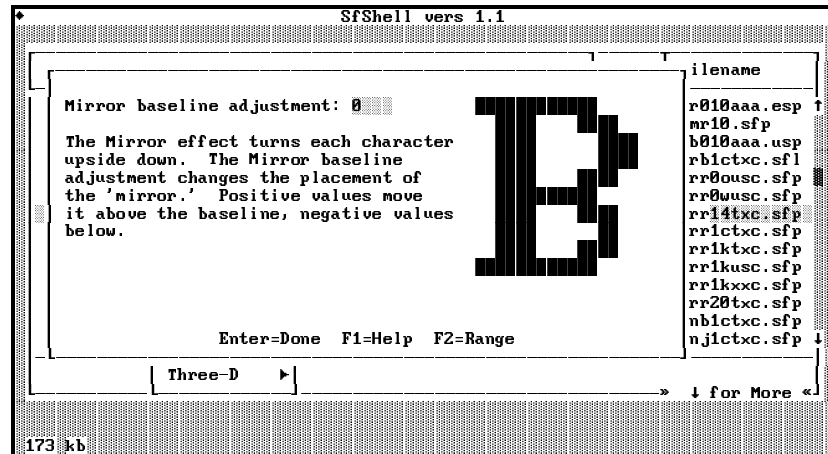 SfShell vers 1.1
ilename
Mirror baseline adjustment: 0
The Mirror effect turns each character
upside down. The Mirror baseline
adjustment changes the placement of
the 'mirror.' Positive values move
it above the baseline, negative values
below.
B
Enter=Done F1=Help F2=Range
r010aaa.esp ↑
mr10.sfp
b010aaa.usp
rb1ctxc.sfl
rr0ousc.sfp
rr0wusc.sfp
rr14txc.sfp
rr1ctxc.sfp
rr1ktxc.sfp
rr1kusc.sfp
rr1kxxc.sfp
rr20txc.sfp
nb1ctxc.sfp
nj1ctxc.sfp ↓
Three-D ►
» ↓ for More «
173 kb